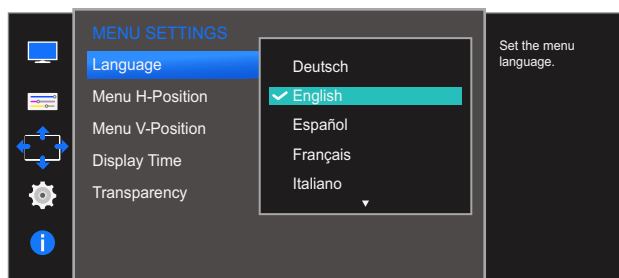 MENU SETTINGS
Language
Menu H-Position
Menu V-Position
Display Time
Transparency
Deutsch
English
Español
Français
Italiano
Set the menu
language.